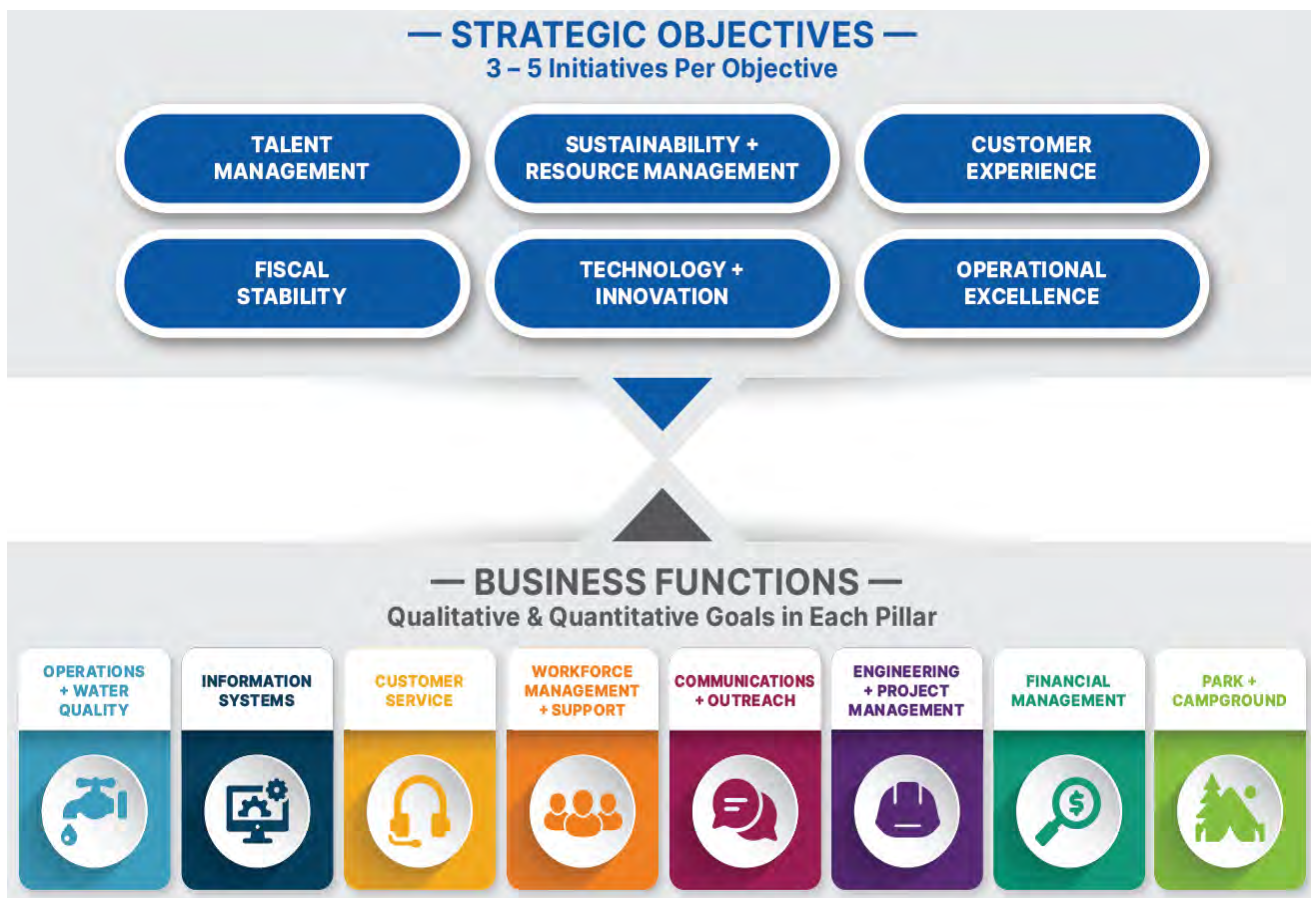 — STRATEGIC OBJECTIVES —
3 – 5 Initiatives Per Objective
TALENT
MANAGEMENT
SUSTAINABILITY +
RESOURCE MANAGEMENT
CUSTOMER
EXPERIENCE
FISCAL
STABILITY
TECHNOLOGY +
INNOVATION
OPERATIONAL
EXCELLENCE
— BUSINESS FUNCTIONS —
Qualitative & Quantitative Goals in Each Pillar
OPERATIONS
+ WATER
QUALITY
INFORMATION
SYSTEMS
CUSTOMER
SERVICE
WORKFORCE
MANAGEMENT
+ SUPPORT
COMMUNICATIONS
+ OUTREACH
ENGINEERING
+ PROJECT
MANAGEMENT
FINANCIAL
MANAGEMENT
PARK +
CAMPGROUND
$